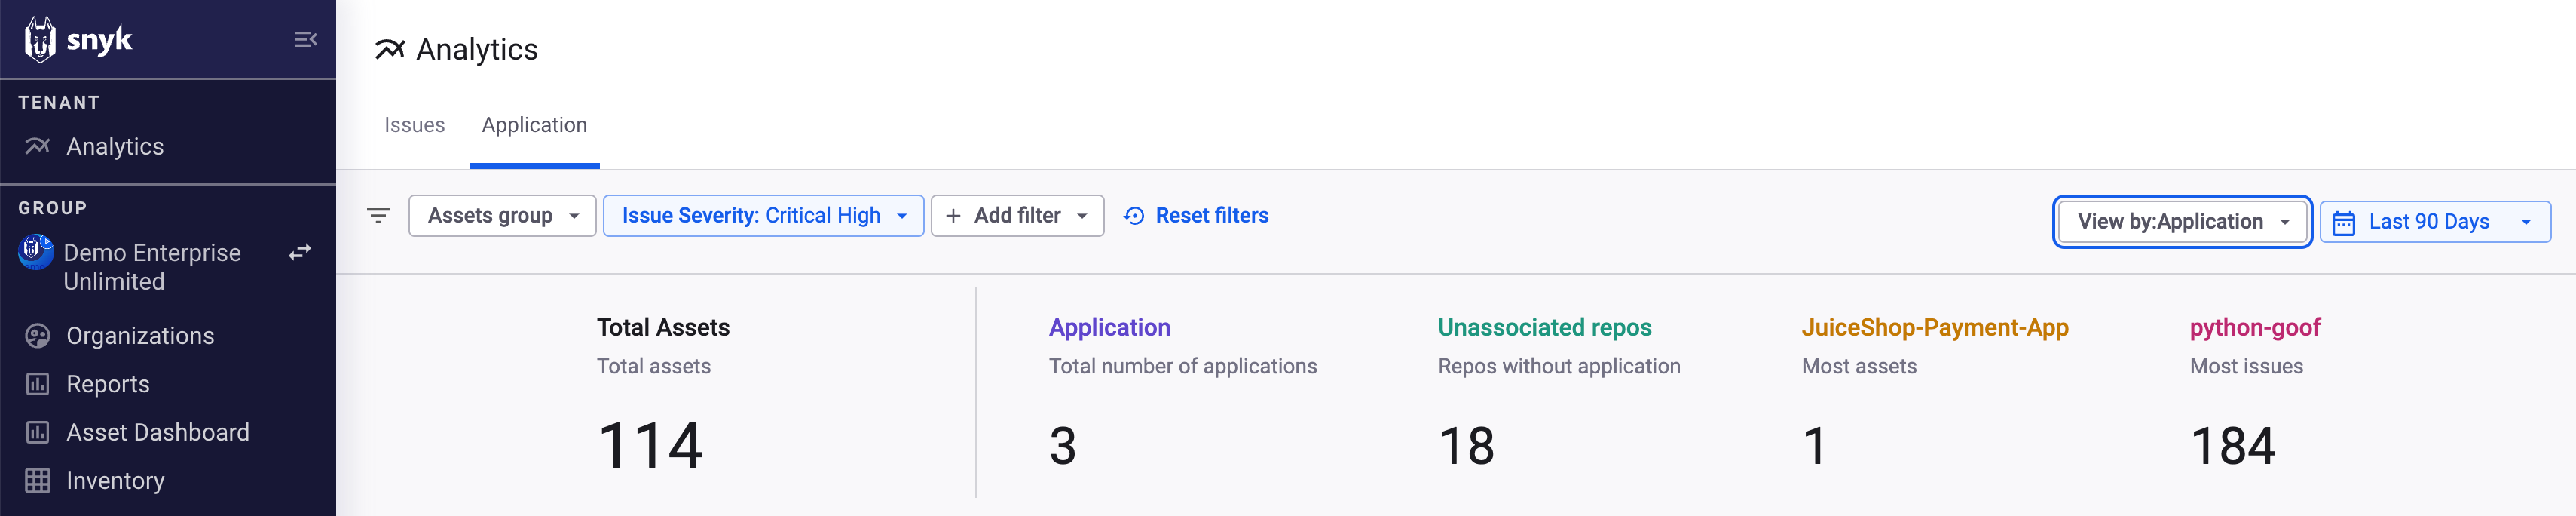 snyk
TENANT
Analytics
GROUP
Demo Enterprise
Unlimited
Organizations
Reports
Asset Dashboard
Inventory
Analytics
Issues
Application
Assets group
Issue Severity: Critical High
+ Add filter
Reset filters
View by:Application
Last 90 Days
Total Assets
Total assets
114
Application
Total number of applications
3
Unassociated repos
Repos without application
18
JuiceShop-Payment-App
Most assets
1
python-goof
Most issues
184